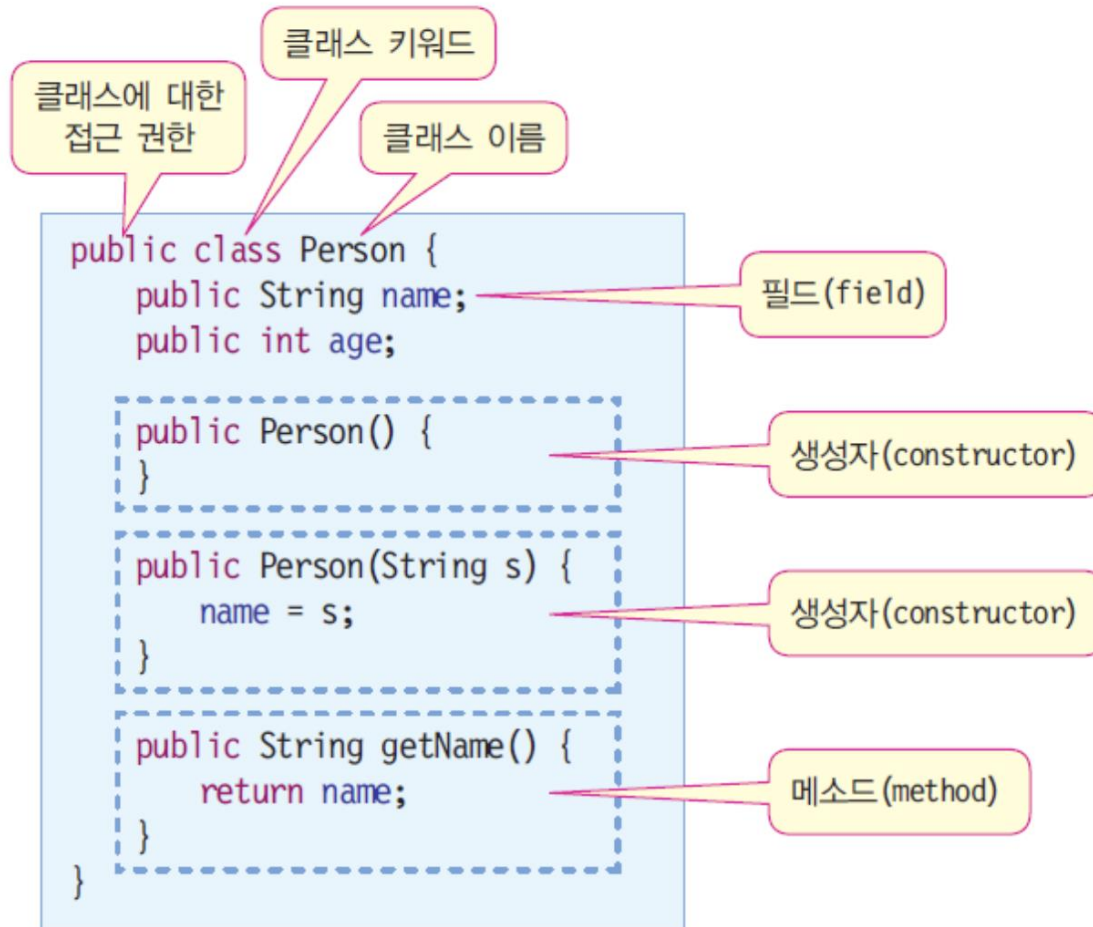 클래스 키워드
클래스에 대한
접근 권한
클래스 이름
public class Person {
public String name;
필드(field)
public int age;
public Person() {
}
생성자(constructor)
public Person(String s) {
name = s;
}
생성자(constructor)
public String getName() {
return name;
}
메소드(method)
}